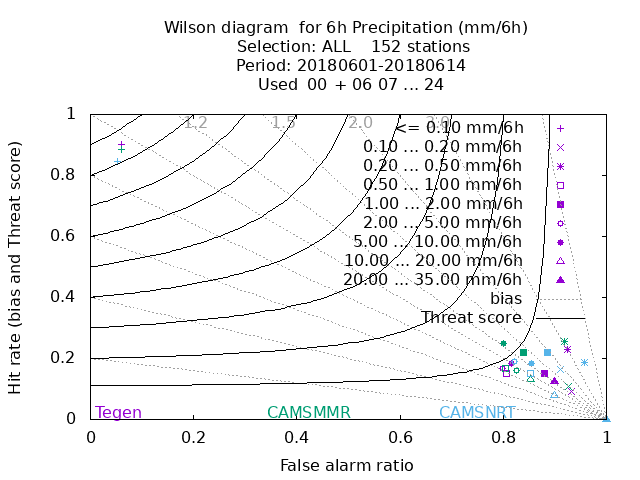 Wilson diagram  for 6h Precipitation (mm/6h)
Selection: ALL    152 stations
Period: 20180601-20180614
Used  00 + 06 07 ... 24
1.2 1.5 2.0 3.0
<= 0.10 mm/6h
0.10 ... 0.20 mm/6h
0.20 ... 0.50 mm/6h
0.50 ... 1.00 mm/6h
1.00 ... 2.00 mm/6h
2.00 ... 5.00 mm/6h
5.00 ... 10.00 mm/6h
10.00 ... 20.00 mm/6h
20.00 ... 35.00 mm/6h
bias
Threat score
Hit rate (bias and Threat score)
1
0.8
0.6
0.4
0.2
0
Tegen CAMSMMR CAMSNRT
0 0.2 0.4 0.6 0.8 1
False alarm ratio